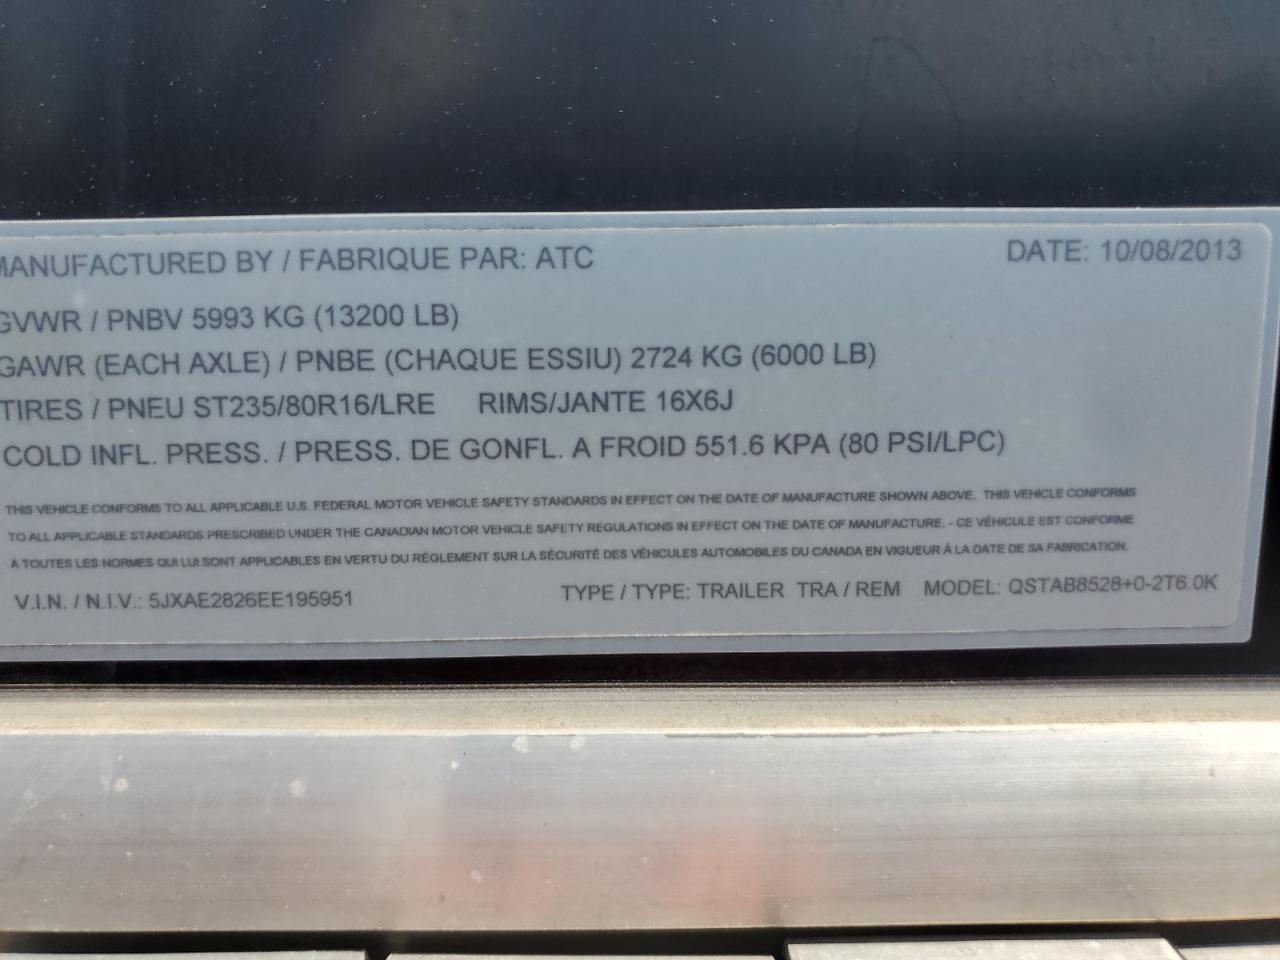 MANUFACTURED BY / FABRIQUE PAR: ATC DATE: 10/08/2013
GVWR / PNBV 5993 KG (13200 LB)
GAWR (EACH AXLE) / PNBE (CHAQUE ESSIU) 2724 KG (6000 LB)
TIRES / PNEU ST235/80R16/LRE RIMS/JANTE 16X6J
COLD INFL. PRESS. / PRESS. DE GONFL. A FROID 551.6 KPA (80 PSI/LPC)
THIS VEHICLE CONFORMS TO ALL APPLICABLE U.S. FEDERAL MOTOR VEHICLE SAFETY STANDARDS IN EFFECT ON THE DATE OF MANUFACTURE SHOWN ABOVE. THIS VEHICLE CONFORMS
TO ALL APPLICABLE STANDARDS PRESCRIBED UNDER THE CANADIAN MOTOR VEHICLE SAFETY REGULATIONS IN EFFECT ON THE DATE OF MANUFACTURE. - CE VÉHICULE EST CONFORME
À TOUTES LES NORMES QUI LUI SONT APPLICABLES EN VERTU DU RÉGLEMENT SUR LA SÉCURITÉ DES VÉHICULES AUTOMOBILES DU CANADA EN VIGUEUR À LA DATE DE SA FABRICATION.
V.I.N. / N.I.V.: 5JXAE2826EE195951 TYPE / TYPE: TRAILER TRA / REM MODEL: QSTAB8528+0-2T6.0K